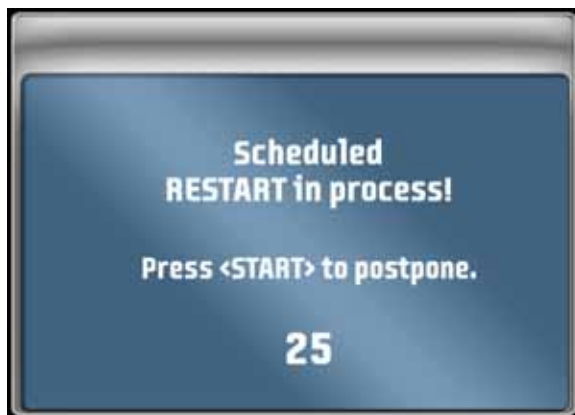 Scheduled
RESTART in process!
Press <START> to postpone.
25